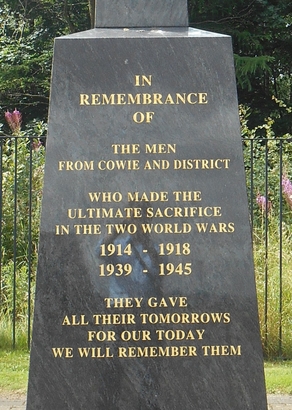 IN
REMEMBRANCE
OF
THE MEN
FROM COWIE AND DISTRICT
WHO MADE THE
ULTIMATE SACRIFICE
IN THE TWO WORLD WARS
1914 - 1918
1939 - 1945
THEY GAVE
ALL THEIR TOMORROWS
FOR OUR TODAY
WE WILL REMEMBER THEM